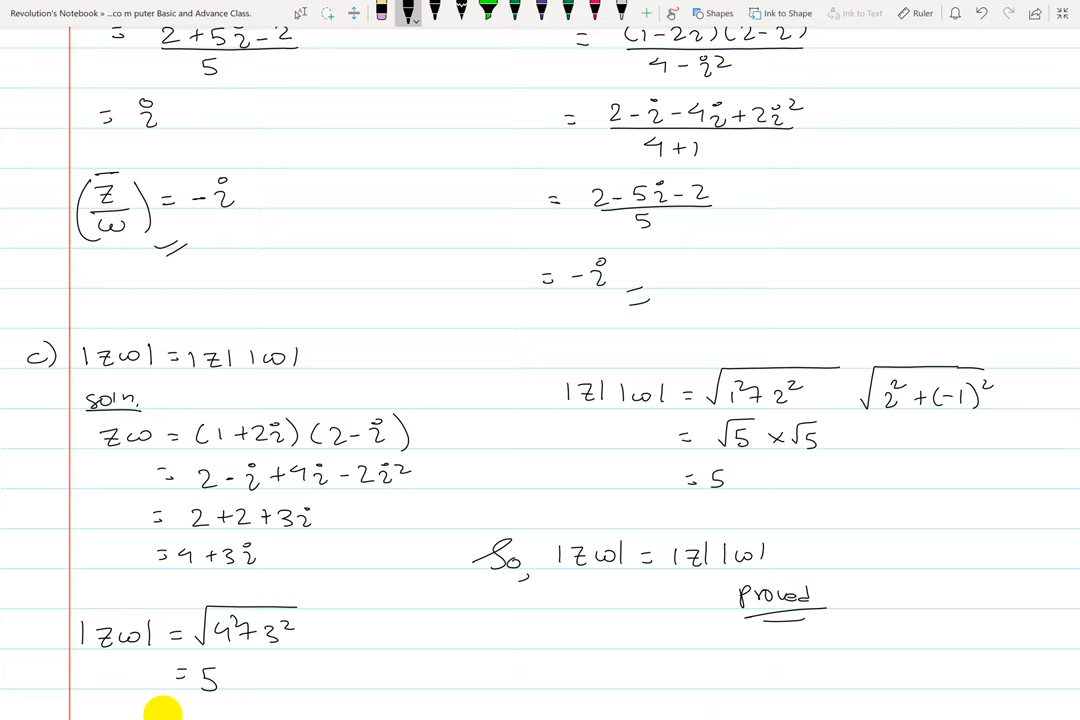 Revolution's Notebook » ...co m puter Basic and Advance Class.
Shapes Ink to Shape Ink to Text Ruler
= (2+5i-2)/5
= i
(z̅/ω) = -i
= (1-2i)(2-i)/(4-i²)
= (2-i-4i+2i²)/(4+1)
= (2-5i-2)/5
= -i
c) |zω| = |z| |ω|
soln.
zω = (1+2i)(2-i)
= 2-i+4i-2i²
= 2+2+3i
= 4+3i
|zω| = √(4²+3²)
= 5
|z| |ω| = √(1²+2²) √(2²+(-1)²)
= √5 × √5
= 5
So, |zω| = |z| |ω|
proved